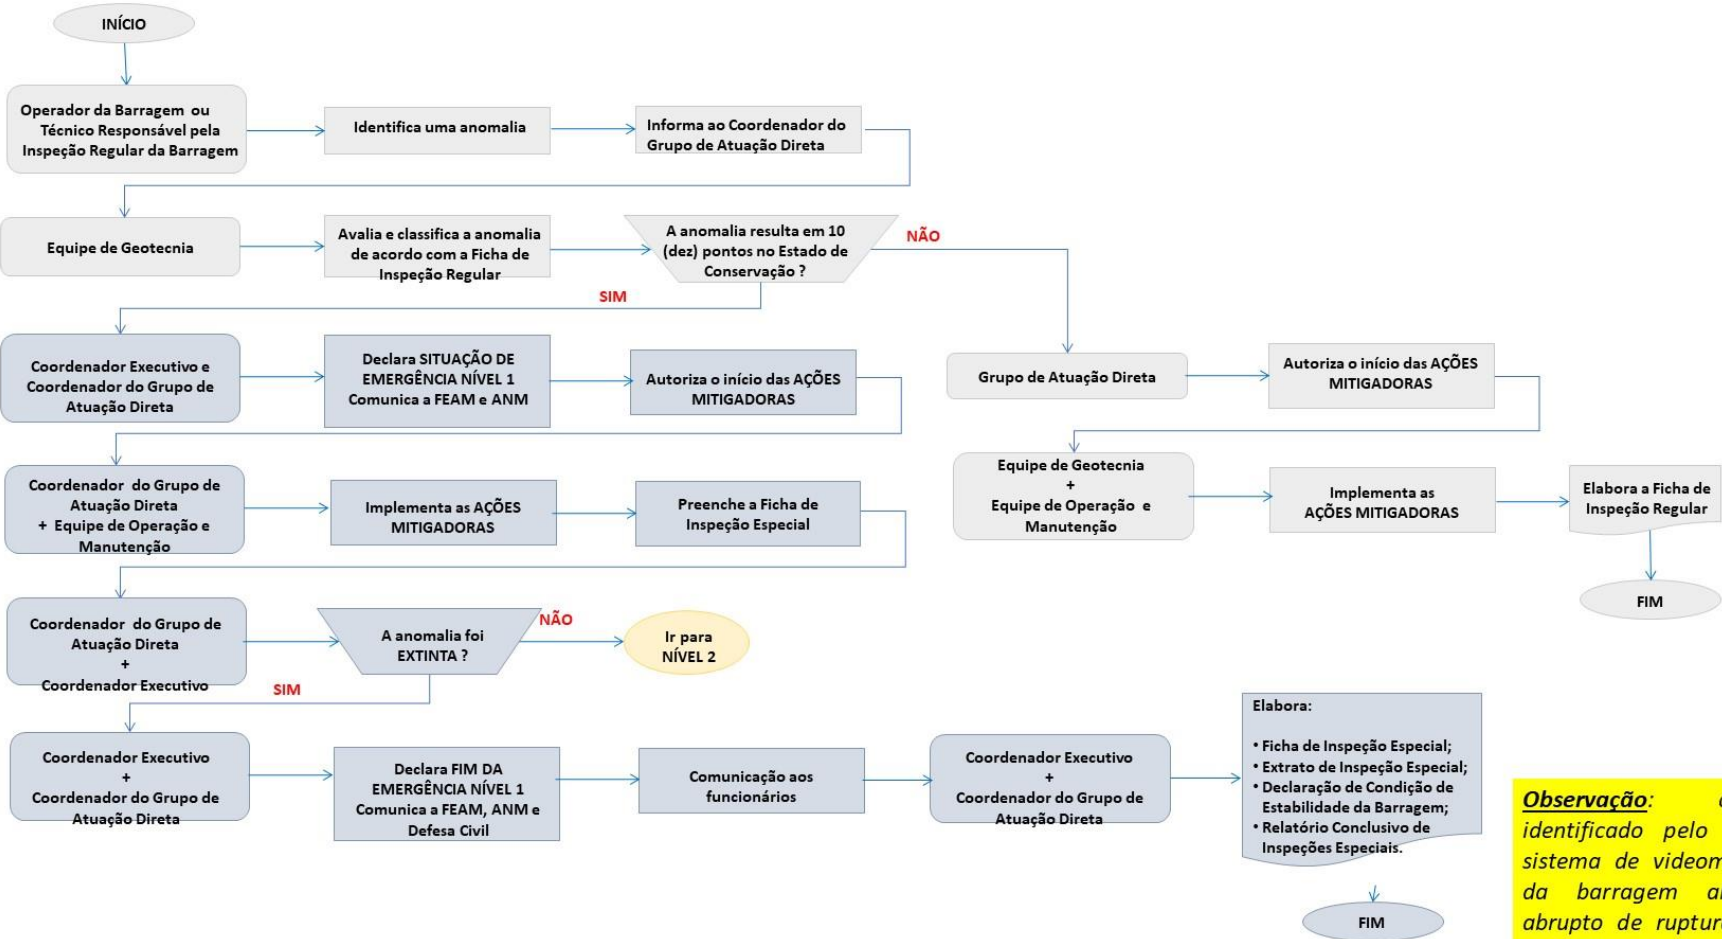 INÍCIO
Operador da Barragem ou
Técnico Responsável pela
Inspeção Regular da Barragem
Identifica uma anomalia
Informa ao Coordenador do
Grupo de Atuação Direta
Equipe de Geotecnia
Avalia e classifica a anomalia
de acordo com a Ficha de
Inspeção Regular
A anomalia resulta em 10
(dez) pontos no Estado de
Conservação ?
NÃO
SIM
Coordenador Executivo e
Coordenador do Grupo de
Atuação Direta
Declara SITUAÇÃO DE
EMERGÊNCIA NÍVEL 1
Comunica a FEAM e ANM
Autoriza o início das AÇÕES
MITIGADORAS
Grupo de Atuação Direta
Autoriza o início das AÇÕES
MITIGADORAS
Coordenador do Grupo de
Atuação Direta
+ Equipe de Operação e
Manutenção
Implementa as AÇÕES
MITIGADORAS
Preenche a Ficha de
Inspeção Especial
Equipe de Geotecnia
+
Equipe de Operação e
Manutenção
Implementa as
AÇÕES MITIGADORAS
Elabora a Ficha de
Inspeção Regular
FIM
Coordenador do Grupo de
Atuação Direta
+
Coordenador Executivo
A anomalia foi
EXTINTA ?
NÃO
Ir para
NÍVEL 2
SIM
Coordenador Executivo
+
Coordenador do Grupo de
Atuação Direta
Declara FIM DA
EMERGÊNCIA NÍVEL 1
Comunica a FEAM, ANM e
Defesa Civil
Comunicação aos
funcionários
Coordenador Executivo
+
Coordenador do Grupo de
Atuação Direta
Elabora:
• Ficha de Inspeção Especial;
• Extrato de Inspeção Especial;
• Declaração de Condição de
Estabilidade da Barragem;
• Relatório Conclusivo de
Inspeções Especiais.
FIM
Observação:
identificado pelo
sistema de
da barragem
abrupto de